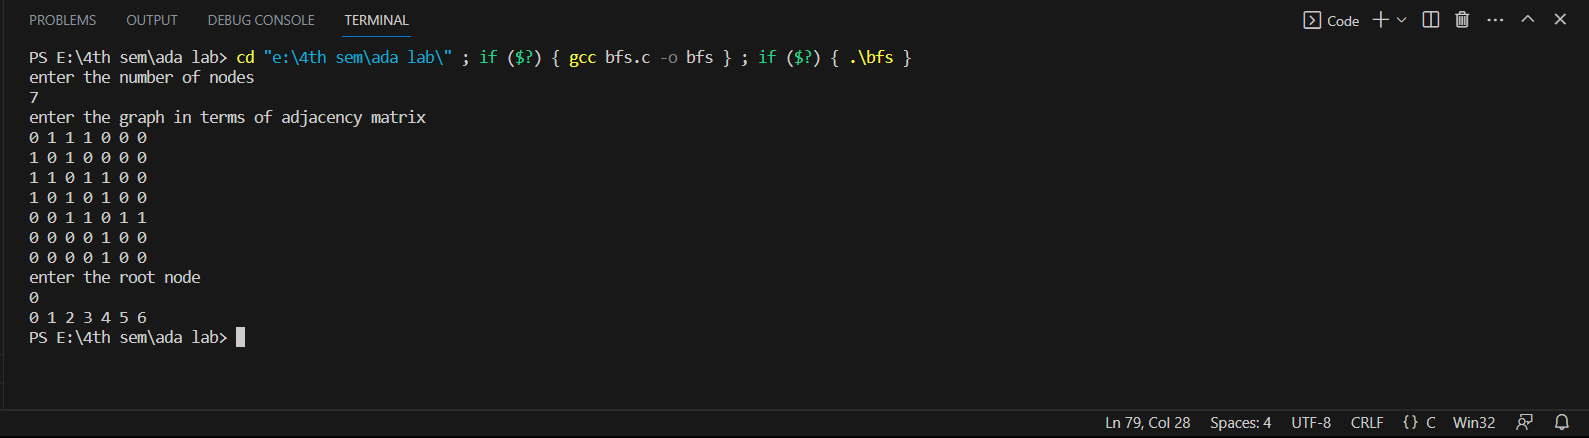 PROBLEMS OUTPUT DEBUG CONSOLE TERMINAL Code
PS E:\4th sem\ada lab> cd "e:\4th sem\ada lab\" ; if ($?) { gcc bfs.c -o bfs } ; if ($?) { .\bfs }
enter the number of nodes
7
enter the graph in terms of adjacency matrix
0 1 1 1 0 0 0
1 0 1 0 0 0 0
1 1 0 1 1 0 0
1 0 1 0 1 0 0
0 0 1 1 0 1 1
0 0 0 0 1 0 0
0 0 0 0 1 0 0
enter the root node
0
0 1 2 3 4 5 6
PS E:\4th sem\ada lab>
Ln 79, Col 28 Spaces: 4 UTF-8 CRLF {} C Win32